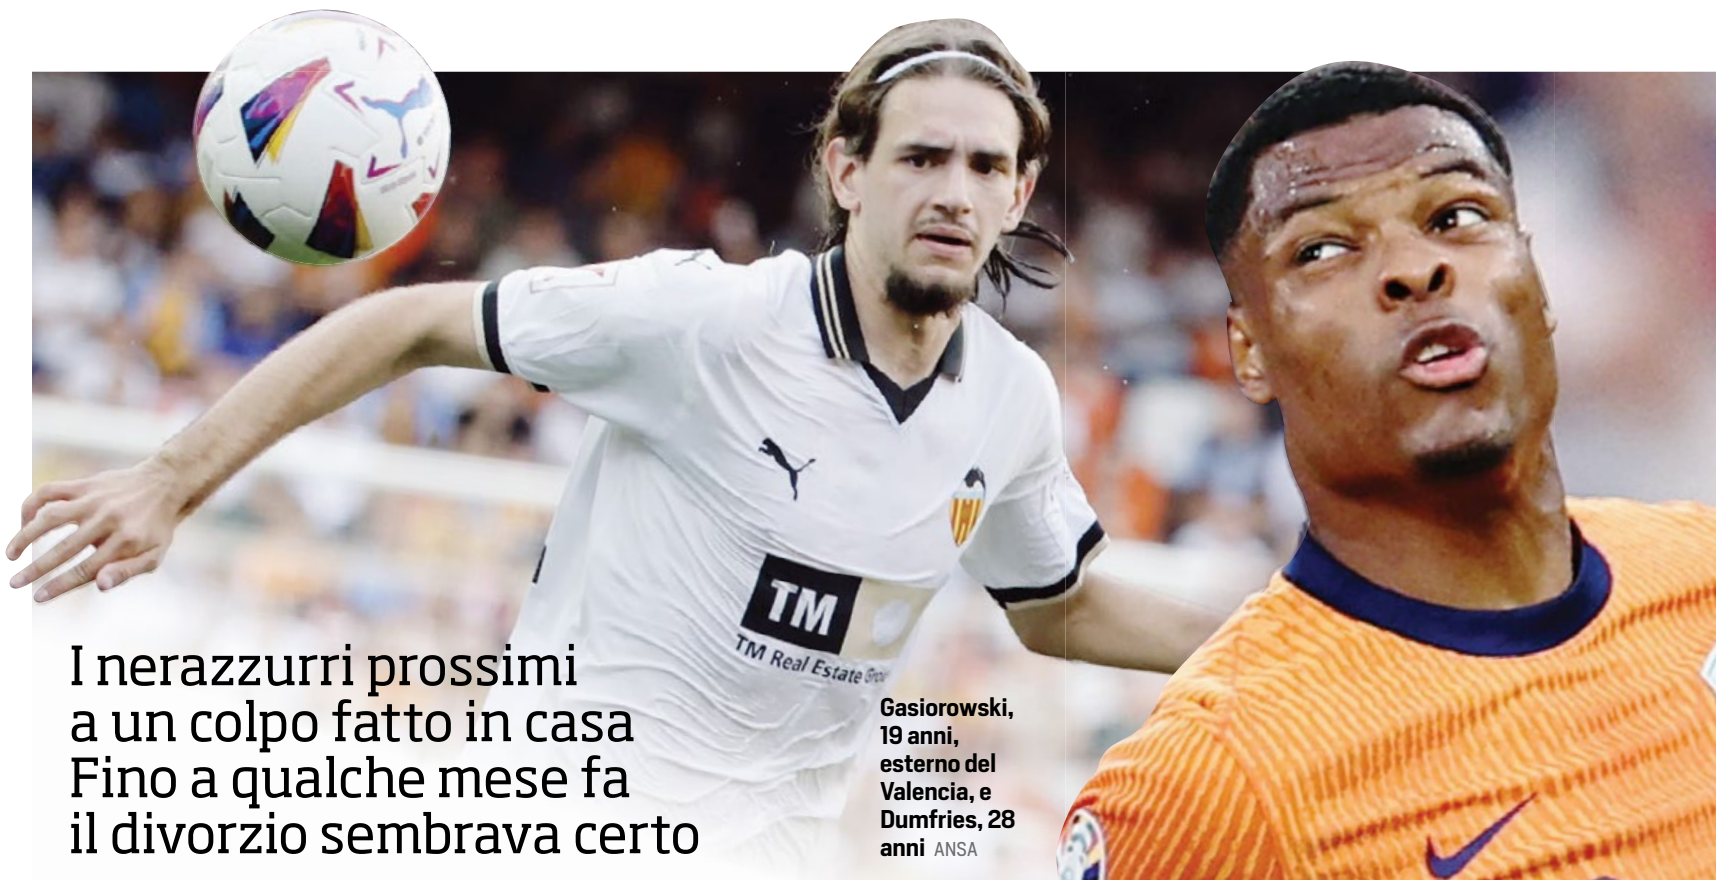 I nerazzurri prossimi
a un colpo fatto in casa
Fino a qualche mese fa
il divorzio sembrava certo
TM
TM Real Estate Grou
Gasiorowski,
19 anni,
esterno del
Valencia, e
Dumfries, 28
anni ANSA